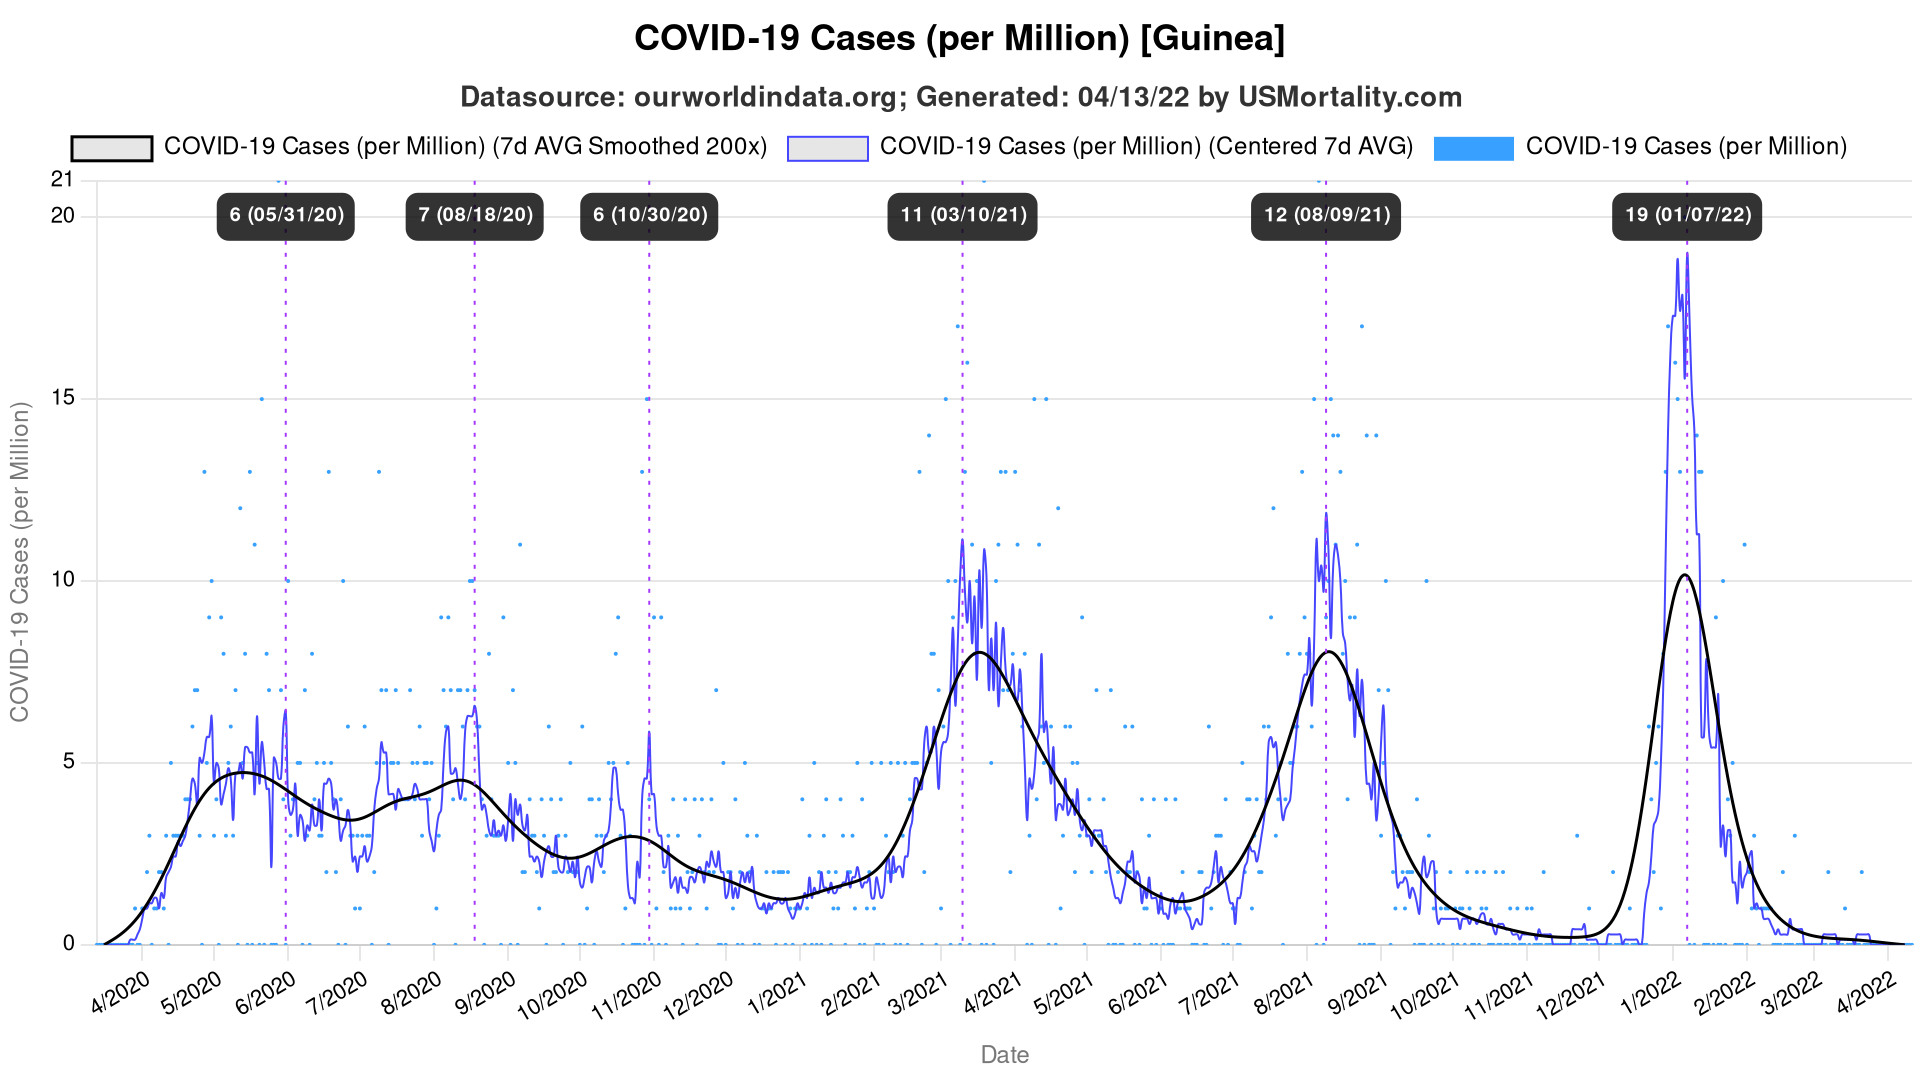 COVID-19 Cases (per Million) [Guinea]
Datasource: ourworldindata.org; Generated: 04/13/22 by USMortality.com
COVID-19 Cases (per Million) (7d AVG Smoothed 200x) COVID-19 Cases (per Million) (Centered 7d AVG) COVID-19 Cases (per Million)
21
20
6 (05/31/20) 7 (08/18/20) 6 (10/30/20) 11 (03/10/21) 12 (08/09/21) 19 (01/07/22)
15
10
5
0
COVID-19 Cases (per Million)
4/2020 5/2020 6/2020 7/2020 8/2020 9/2020 10/2020 11/2020 12/2020 1/2021 2/2021 3/2021 4/2021 5/2021 6/2021 7/2021 8/2021 9/2021 10/2021 11/2021 12/2021 1/2022 2/2022 3/2022 4/2022
Date